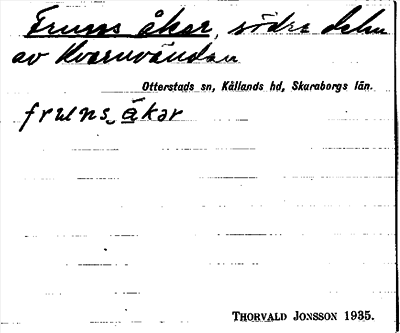 Fruns åker, södra delen
av Kvarnvändan
Otterstads sn, Kållands hd, Skaraborgs län.
fruns åkər
THORVALD JONSSON 1935.